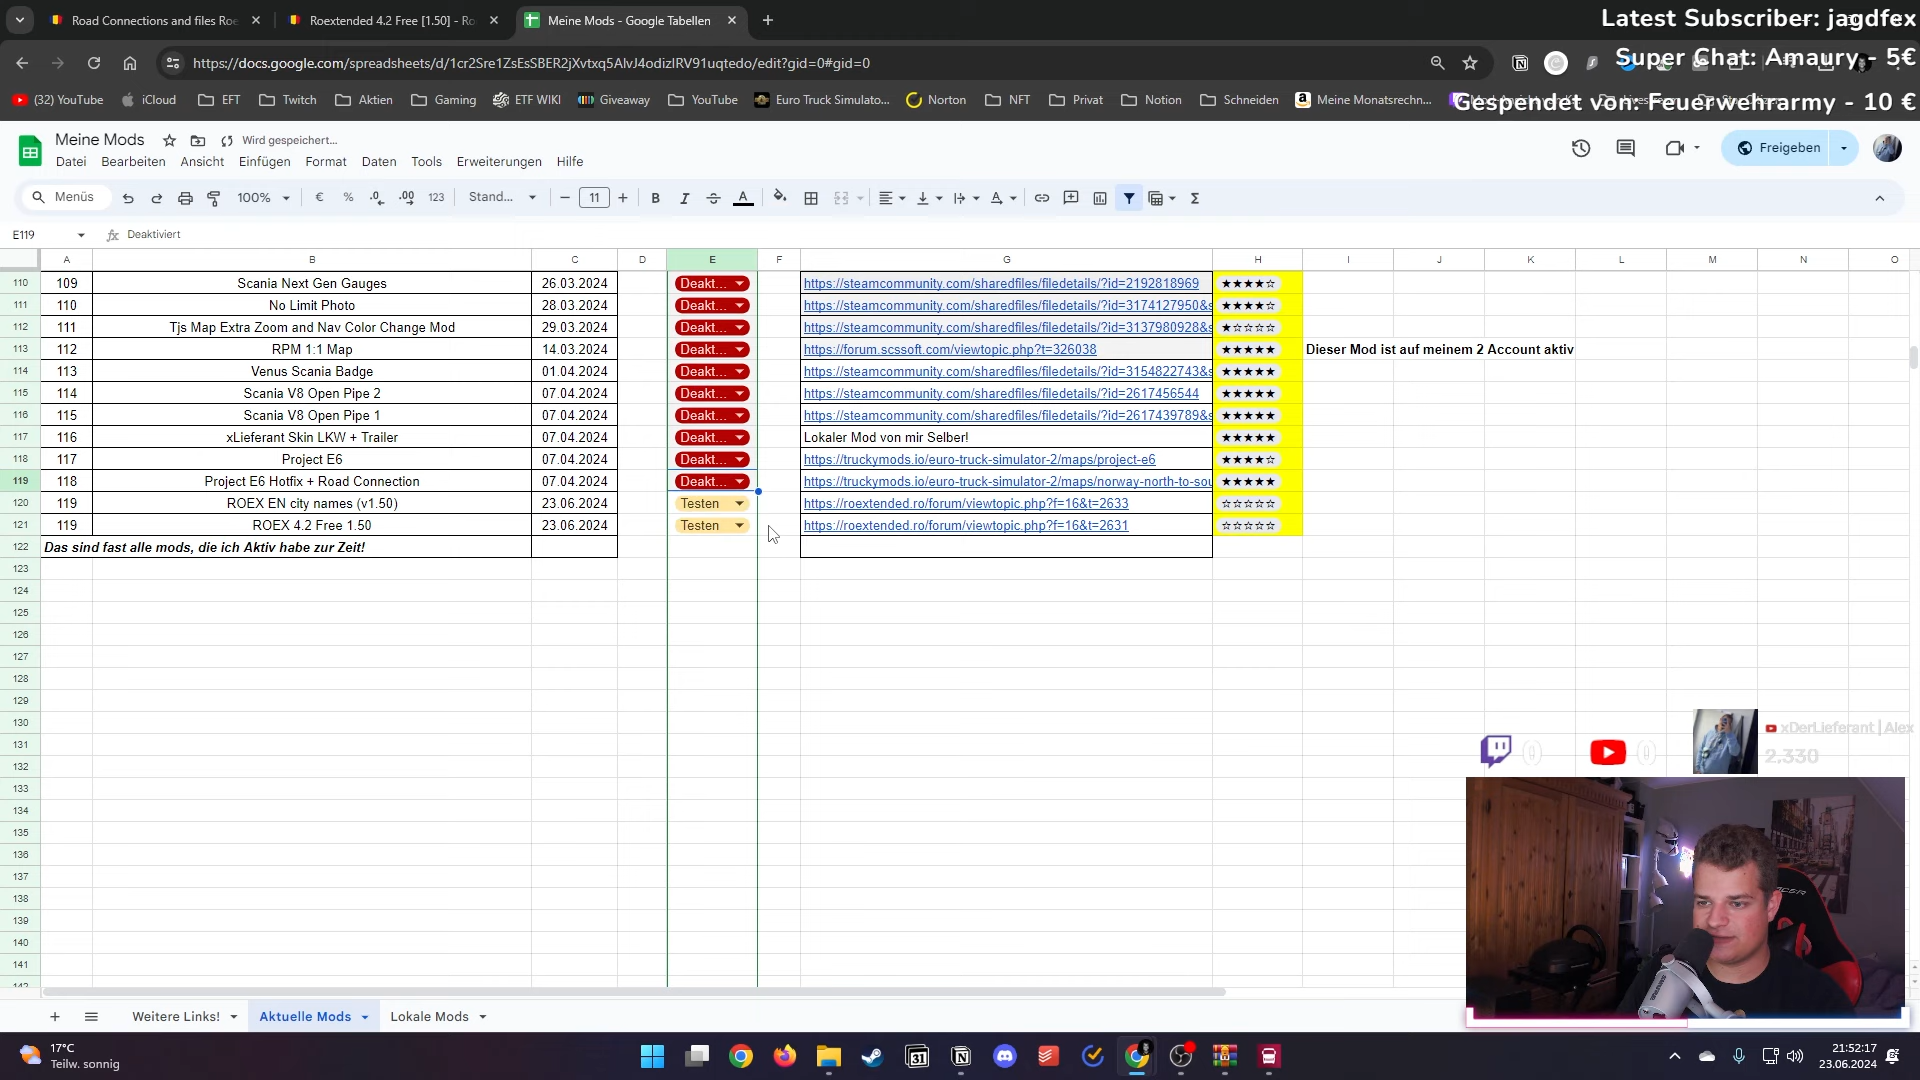 Road Connections and files Roe
Roextended 4.2 Free [1.50] - Ro
Meine Mods - Google Tabellen
Latest Subscriber: jagdfex
https://docs.google.com/spreadsheets/d/1cr2Sre1ZsEsSBER2jXvtxq5AlvJ4odizIRV91uqtedo/edit?gid=0#gid=0
Super Chat: Amaury - 5€
(32) YouTube
iCloud
EFT
Twitch
Aktien
Gaming
ETF WIKI
Giveaway
YouTube
Euro Truck Simulato...
Norton
NFT
Privat
Notion
Schneiden
Meine Monatsrechn...
Gespendet von: Feuerwehrarmy - 10 €
Meine Mods
Wird gespeichert...
Datei Bearbeiten Ansicht Einfügen Format Daten Tools Erweiterungen Hilfe
Freigeben
Menüs
100%
€ % .0 .00 123
Stand...
11
B I A Σ
E119
fx Deaktiviert
A B C D E F G H I J K L M N O
110 109 Scania Next Gen Gauges 26.03.2024 Deakt... https://steamcommunity.com/sharedfiles/filedetails/?id=2192818969 ★★★★☆
111 110 No Limit Photo 28.03.2024 Deakt... https://steamcommunity.com/sharedfiles/filedetails/?id=3174127950&s ★★★★☆
112 111 Tjs Map Extra Zoom and Nav Color Change Mod 29.03.2024 Deakt... https://steamcommunity.com/sharedfiles/filedetails/?id=3137980928&s ★☆☆☆☆
113 112 RPM 1:1 Map 14.03.2024 Deakt... https://forum.scssoft.com/viewtopic.php?t=326038 ★★★★★ Dieser Mod ist auf meinem 2 Account aktiv
114 113 Venus Scania Badge 01.04.2024 Deakt... https://steamcommunity.com/sharedfiles/filedetails/?id=3154822743&s ★★★★★
115 114 Scania V8 Open Pipe 2 07.04.2024 Deakt... https://steamcommunity.com/sharedfiles/filedetails/?id=2617456544 ★★★★★
116 115 Scania V8 Open Pipe 1 07.04.2024 Deakt... https://steamcommunity.com/sharedfiles/filedetails/?id=2617439789&s ★★★★★
117 116 xLieferant Skin LKW + Trailer 07.04.2024 Deakt... Lokaler Mod von mir Selber! ★★★★★
118 117 Project E6 07.04.2024 Deakt... https://truckymods.io/euro-truck-simulator-2/maps/project-e6 ★★★★☆
119 118 Project E6 Hotfix + Road Connection 07.04.2024 Deakt... https://truckymods.io/euro-truck-simulator-2/maps/norway-north-to-sou ★★★★★
120 119 ROEX EN city names (v1.50) 23.06.2024 Testen https://roextended.ro/forum/viewtopic.php?f=16&t=2633 ☆☆☆☆☆
121 119 ROEX 4.2 Free 1.50 23.06.2024 Testen https://roextended.ro/forum/viewtopic.php?f=16&t=2631 ☆☆☆☆☆
122 Das sind fast alle mods, die ich Aktiv habe zur Zeit!
123
124
125
126
127
128
129
130
131
132
133
134
135
136
137
138
139
140
141
142
0
0
xDerLieferant | Alex
2,330
Weitere Links!
Aktuelle Mods
Lokale Mods
17°C
Teilw. sonnig
31
21:52:17
23.06.2024